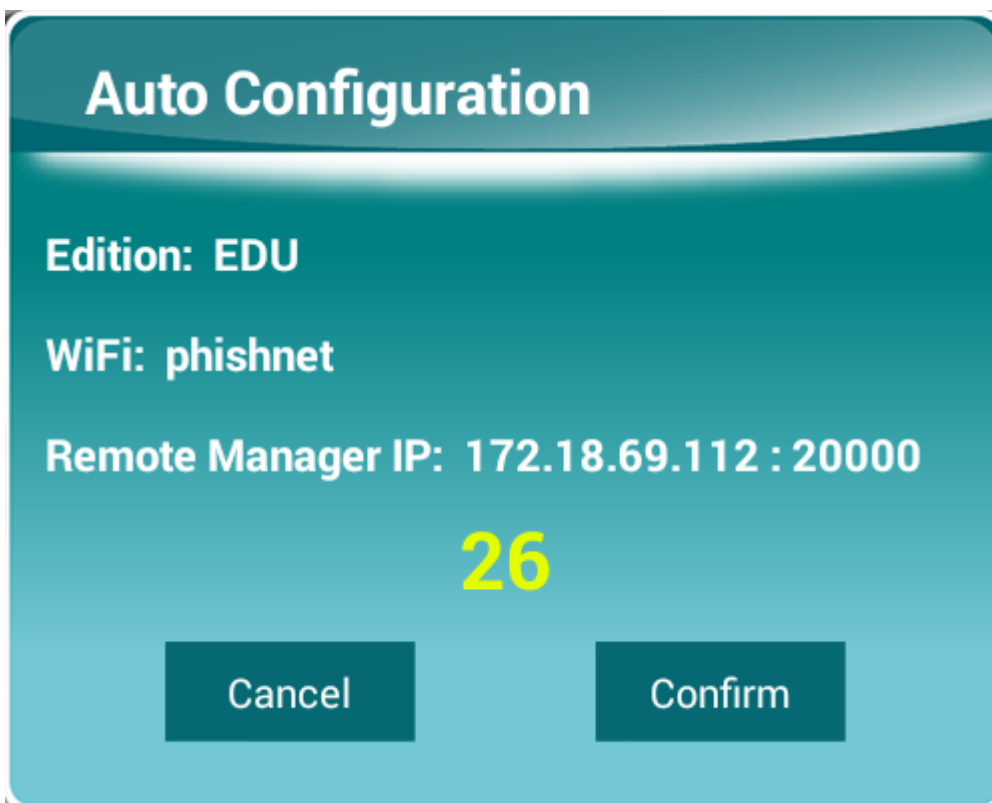 Auto Configuration
Edition: EDU
WiFi: phishnet
Remote Manager IP: 172.18.69.112 : 20000
26
Cancel Confirm